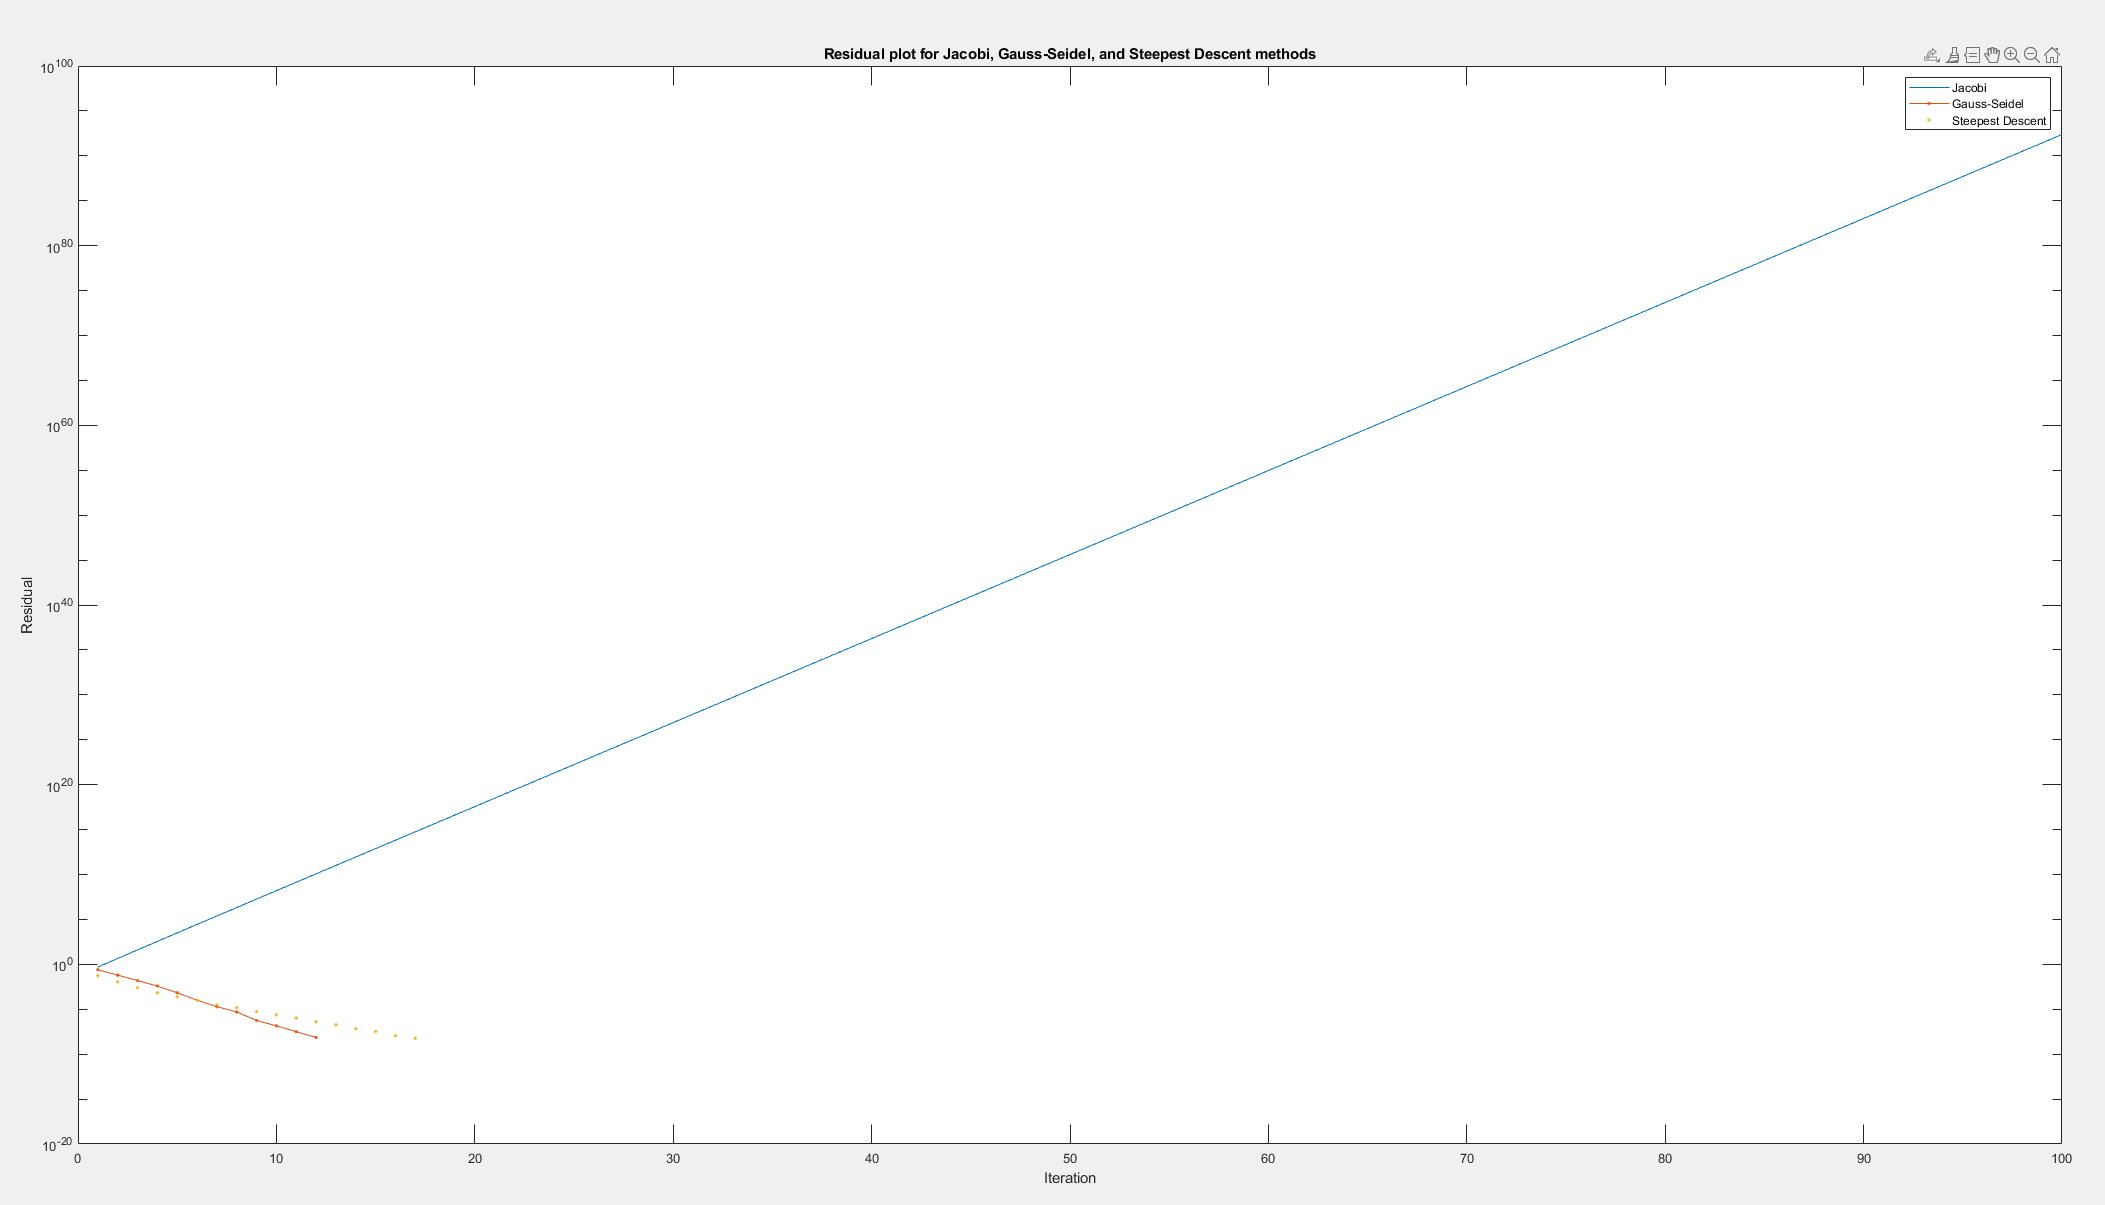 Residual plot for Jacobi, Gauss-Seidel, and Steepest Descent methods
Jacobi
Gauss-Seidel
Steepest Descent
10^100
10^80
10^60
10^40
10^20
10^0
10^-20
Residual
0 10 20 30 40 50 60 70 80 90 100
Iteration